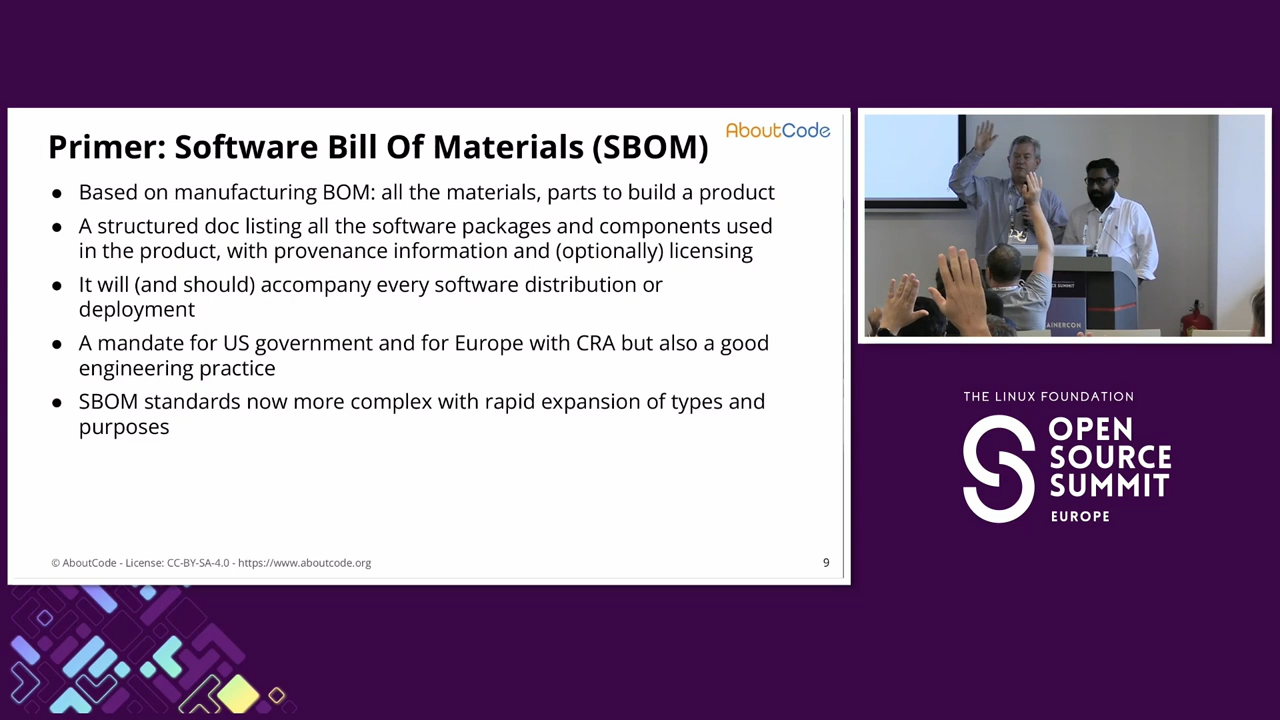 Primer: Software Bill Of Materials (SBOM)
AboutCode
● Based on manufacturing BOM: all the materials, parts to build a product
● A structured doc listing all the software packages and components used
in the product, with provenance information and (optionally) licensing
● It will (and should) accompany every software distribution or
deployment
● A mandate for US government and for Europe with CRA but also a good
engineering practice
● SBOM standards now more complex with rapid expansion of types and
purposes
© AboutCode - License: CC-BY-SA-4.0 - https://www.aboutcode.org
9
AINERCON
THE LINUX FOUNDATION
OPEN
SOURCE
SUMMIT
EUROPE